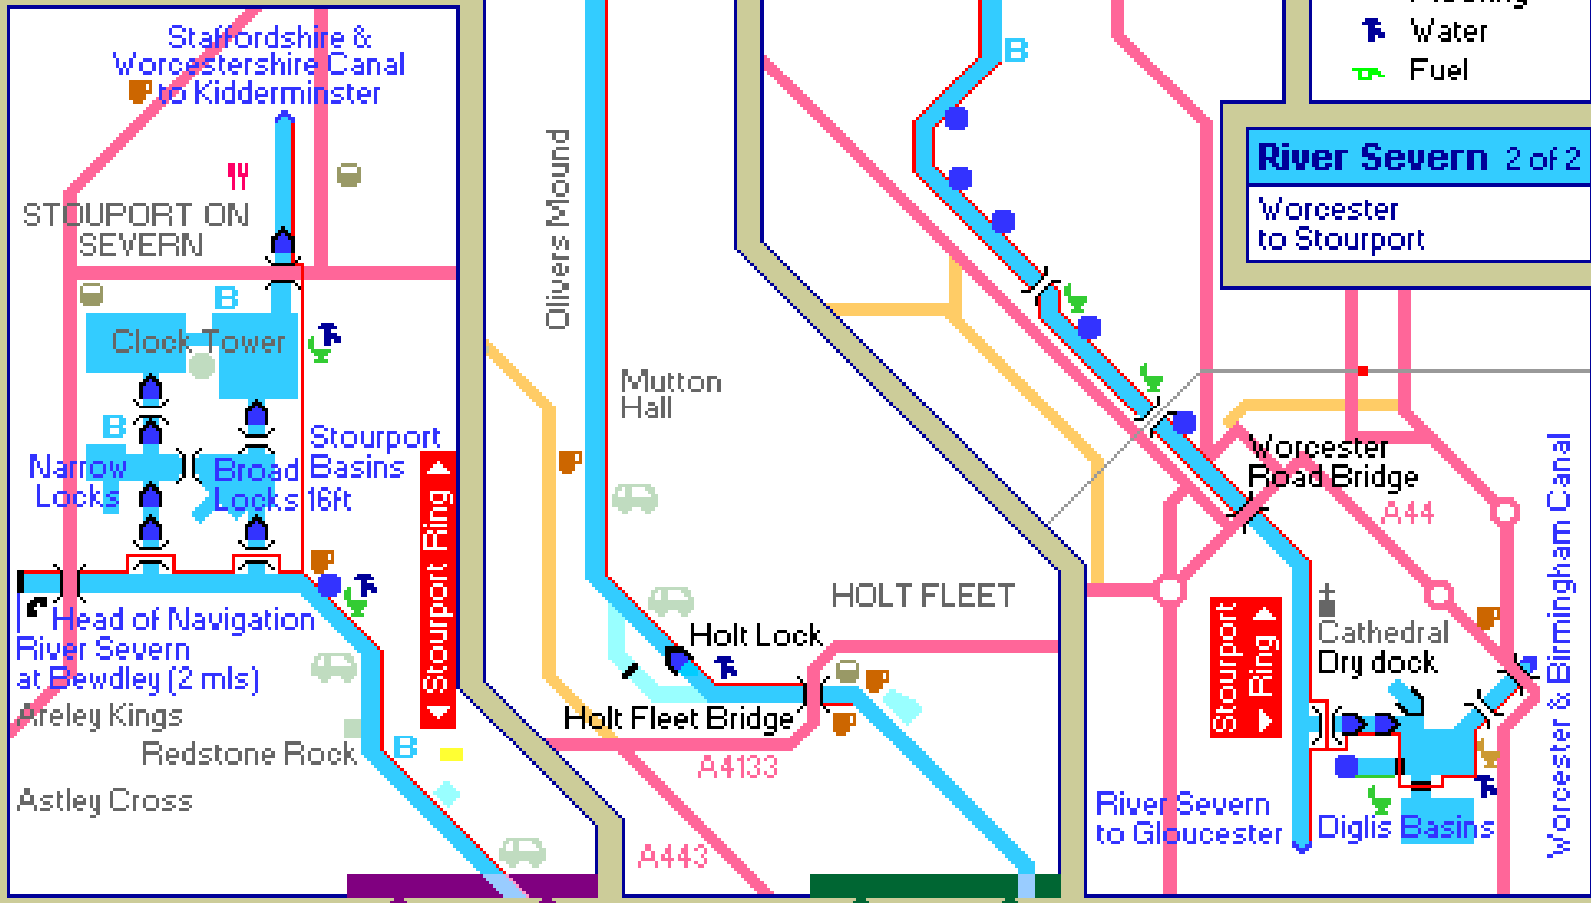 Staffordshire &
Worcestershire Canal
to Kidderminster
STOUPORT ON
SEVERN
B
Clock Tower
B
Narrow
Locks
Broad
Locks 16ft
Stourport
Basins
Stourport Ring
Head of Navigation
River Severn
at Bewdley (2 mls)
Areley Kings
Redstone Rock
B
Astley Cross
Olivers Mound
Mutton
Hall
HOLT FLEET
Holt Lock
Holt Fleet Bridge
A4133
A443
B
Water
Fuel
River Severn 2 of 2
Worcester
to Stourport
Worcester
Road Bridge
A44
Stourport
Ring
Cathedral
Dry dock
River Severn
to Gloucester
Diglis Basins
Worcester & Birmingham Canal